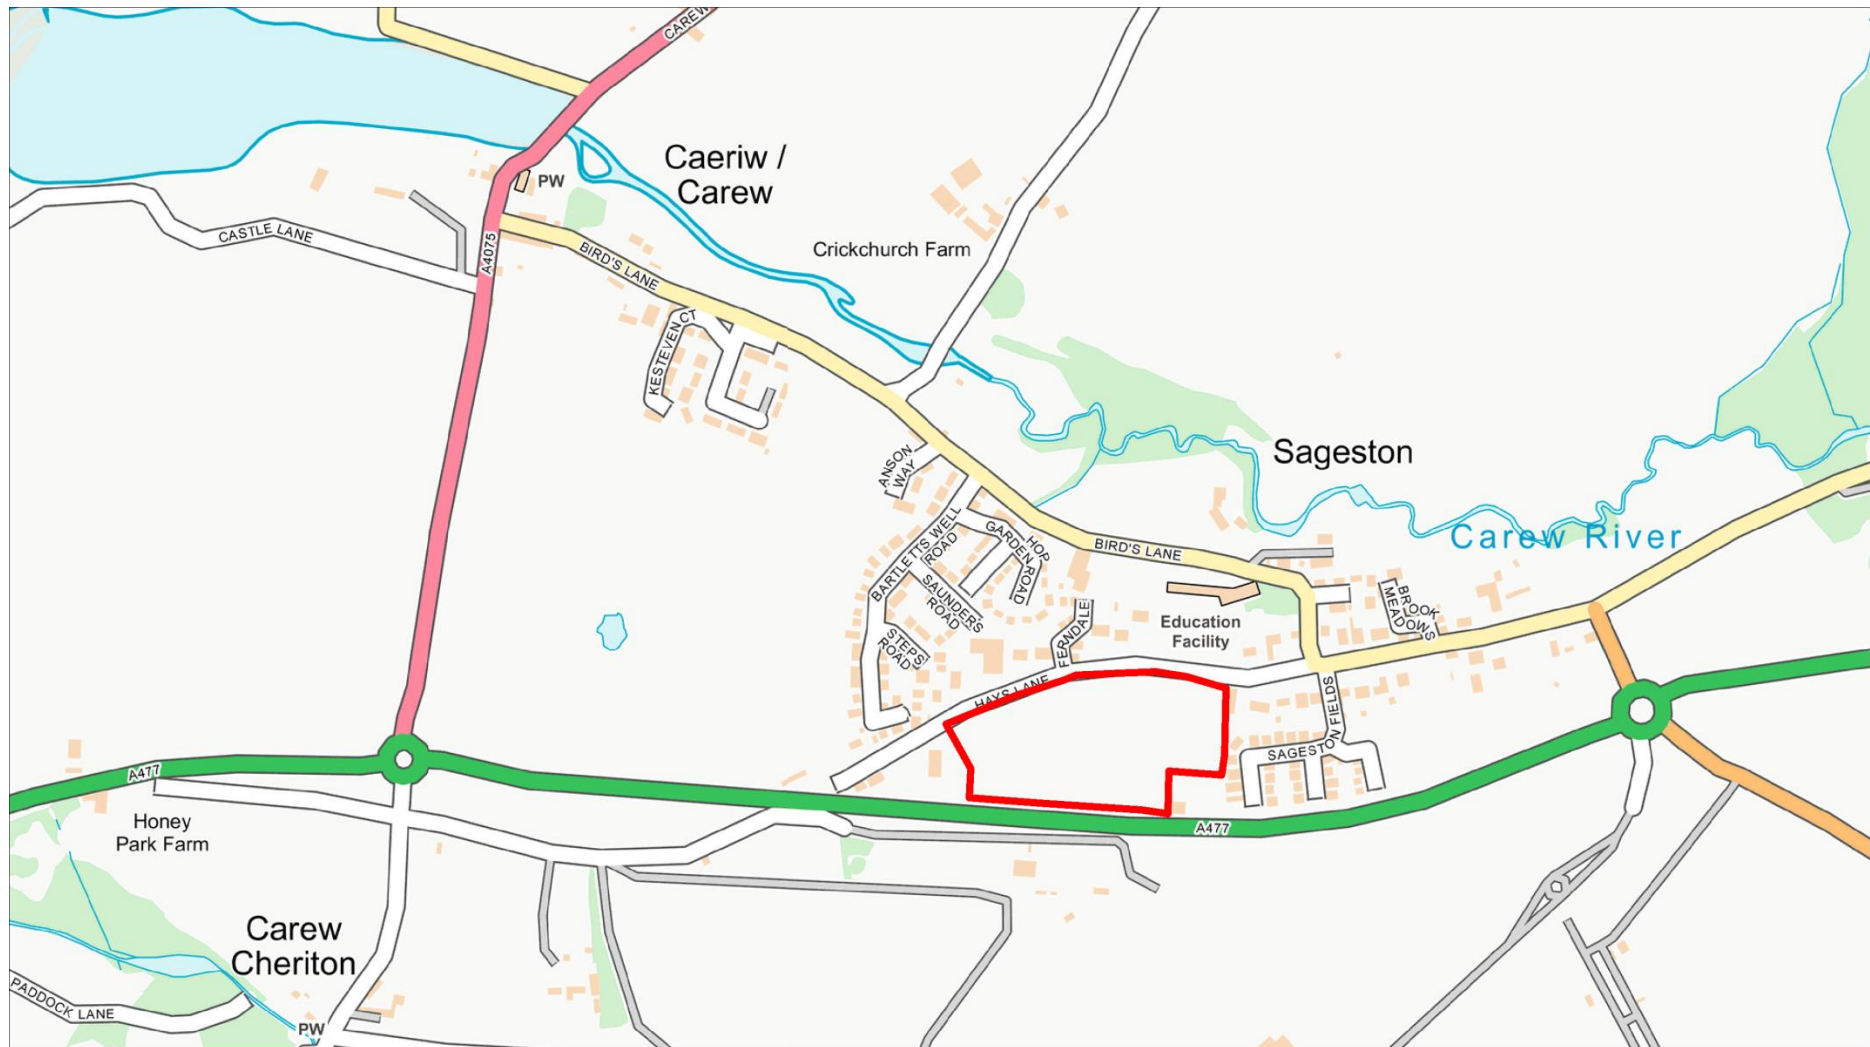 CAREW
Caeriw /
Carew
PW
CASTLE LANE
A4075
BIRD'S LANE
Crickchurch Farm
KESTEVEN CT
Sageston
ANSON
WAY
Carew River
BARTLETTS WELL
ROAD
HOP
GARDEN ROAD
BIRD'S LANE
SAUNDERS
ROAD
STEPS
ROAD
FERNDALE
Education
Facility
BROOK
MEADOWS
HAYS LANE
SAGESTON FIELDS
A477
A477
Honey
Park Farm
Carew
Cheriton
PADDOCK LANE
PW